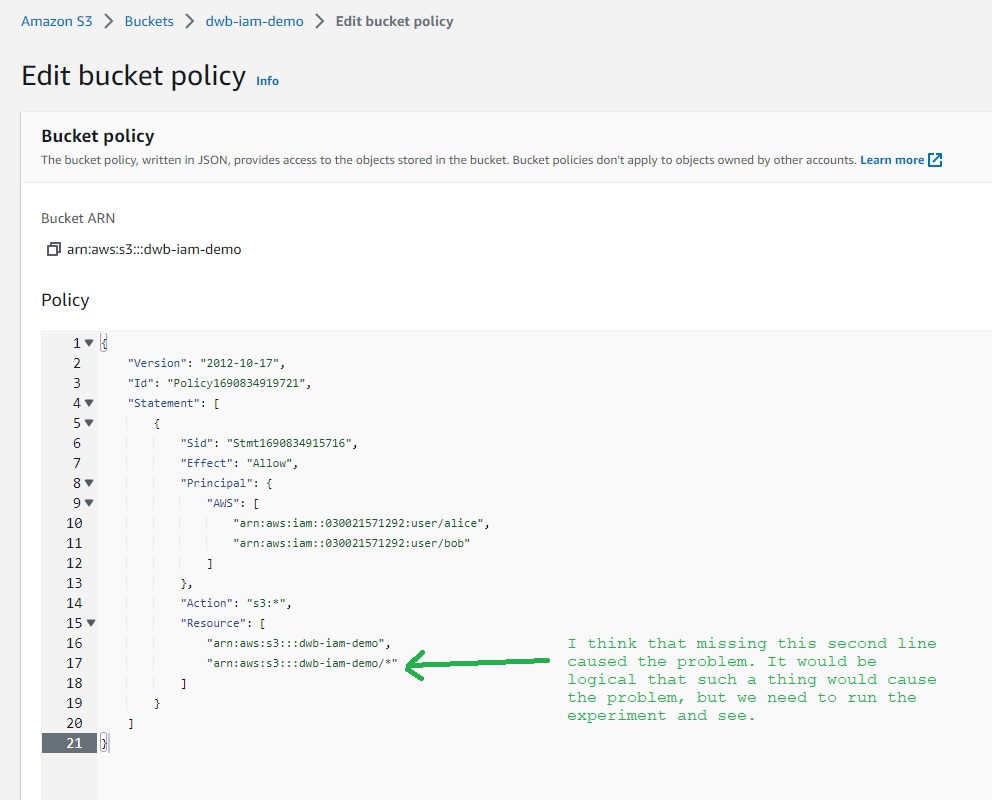 Amazon S3 > Buckets > dwb-iam-demo > Edit bucket policy
Edit bucket policy Info
Bucket policy
The bucket policy, written in JSON, provides access to the objects stored in the bucket. Bucket policies don't apply to objects owned by other accounts. Learn more
Bucket ARN
arn:aws:s3:::dwb-iam-demo
Policy
1 {
2 "Version": "2012-10-17",
3 "Id": "Policy1690834919721",
4 "Statement": [
5 {
6 "Sid": "Stmt1690834915716",
7 "Effect": "Allow",
8 "Principal": {
9 "AWS": [
10 "arn:aws:iam::030021571292:user/alice",
11 "arn:aws:iam::030021571292:user/bob"
12 ]
13 },
14 "Action": "s3:*",
15 "Resource": [
16 "arn:aws:s3:::dwb-iam-demo",
17 "arn:aws:s3:::dwb-iam-demo/*"
18 ]
19 }
20 ]
21 }
I think that missing this second line
caused the problem. It would be
logical that such a thing would cause
the problem, but we need to run the
experiment and see.